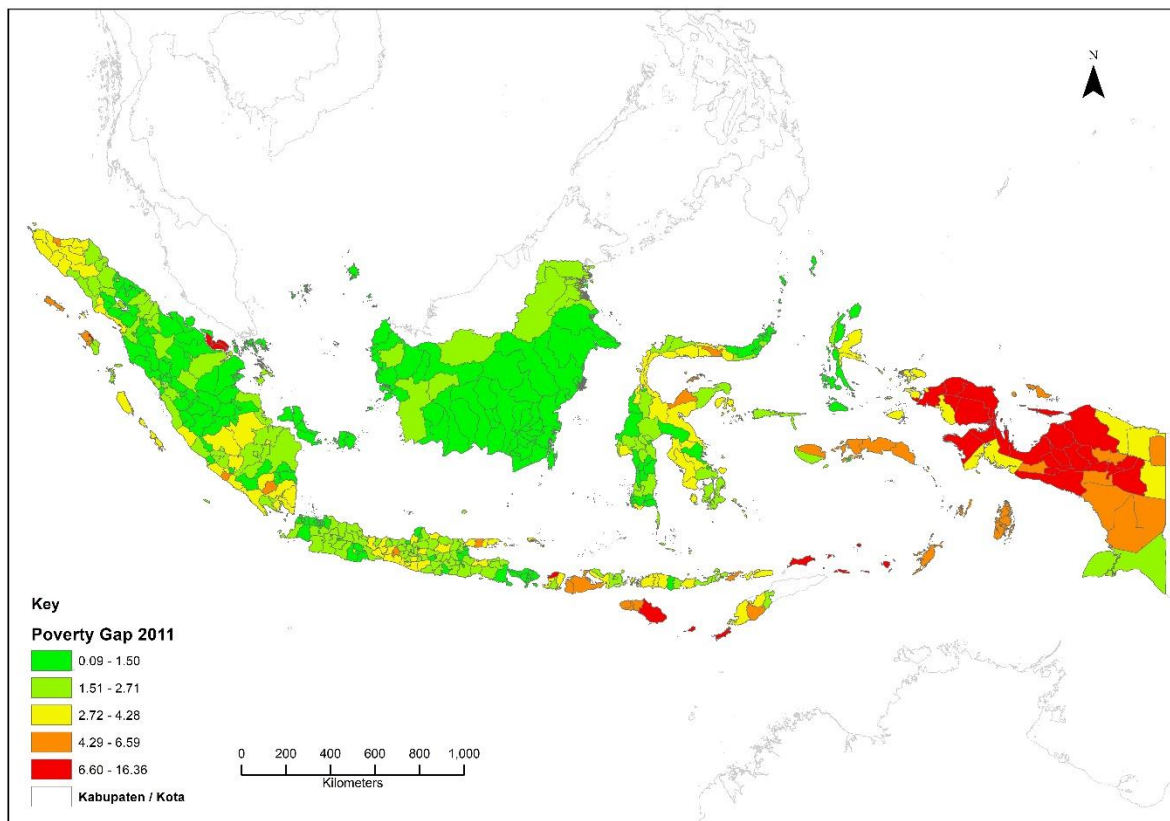 N
Key
Poverty Gap 2011
0.09 - 1.50
1.51 - 2.71
2.72 - 4.28
4.29 - 6.59
6.60 - 16.36
Kabupaten / Kota
0 200 400 600 800 1,000
Kilometers